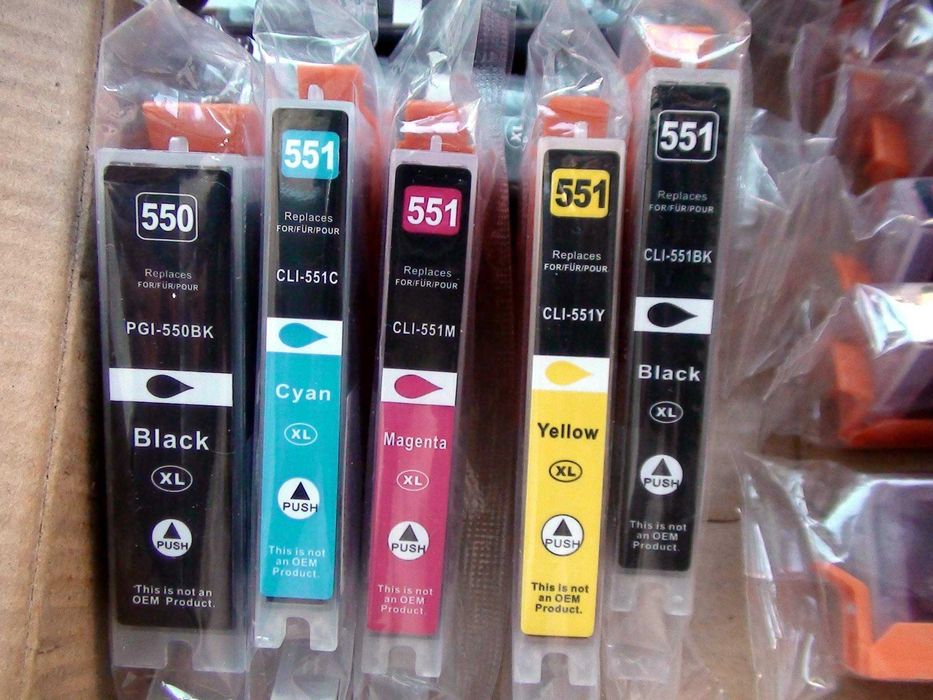 550
Replaces
FOR/FÜR/POUR
PGI-550BK
Black
XL
PUSH
This is not an
OEM Product.
551
Replaces
FOR/FÜR/POUR
CLI-551C
Cyan
XL
PUSH
This is not
an OEM
Product.
551
Replaces
FOR/FÜR/POUR
CLI-551M
Magenta
XL
PUSH
This is not
an OEM
Product.
551
Replaces
FOR/FÜR/POUR
CLI-551Y
Yellow
XL
PUSH
This is not
an OEM
Product.
551
Replaces
FOR/FÜR/POUR
CLI-551BK
Black
XL
PUSH
This is not
an OEM
Product.
XL